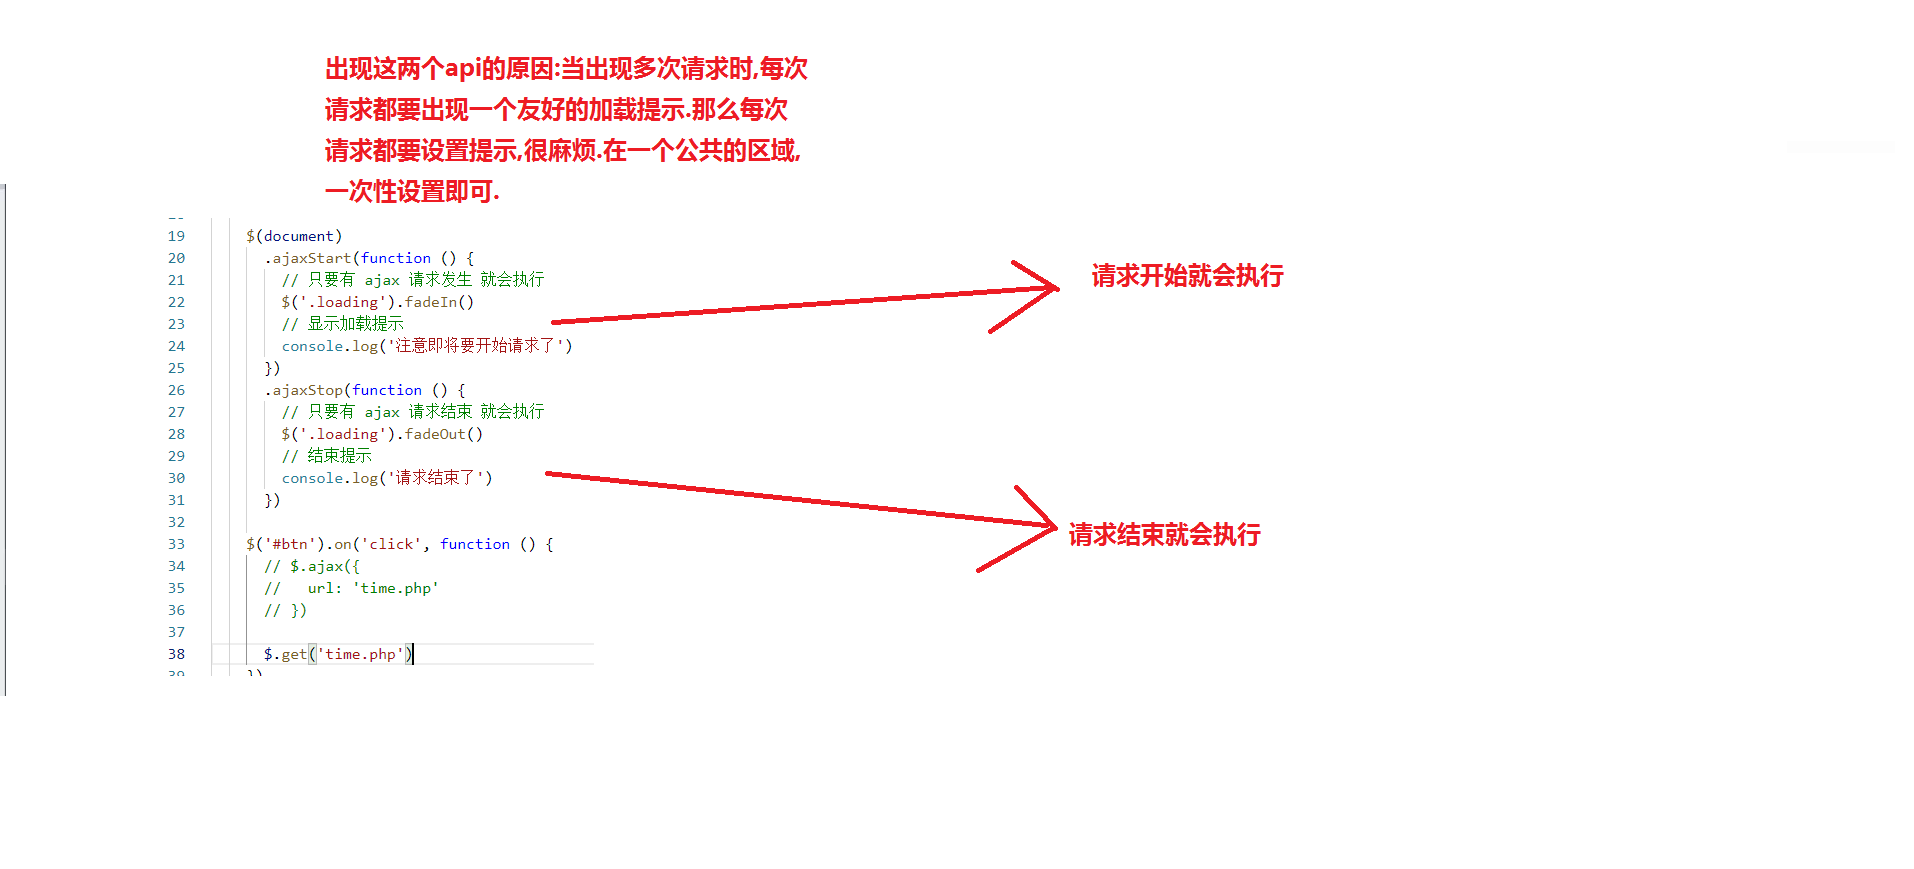 出现这两个api的原因:当出现多次请求时,每次
请求都要出现一个友好的加载提示.那么每次
请求都要设置提示,很麻烦.在一个公共的区域,
一次性设置即可.
19 $(document)
20 .ajaxStart(function () {
21 // 只要有 ajax 请求发生 就会执行
22 $('.loading').fadeIn()
23 // 显示加载提示
24 console.log('注意即将要开始请求了')
25 })
26 .ajaxStop(function () {
27 // 只要有 ajax 请求结束 就会执行
28 $('.loading').fadeOut()
29 // 结束提示
30 console.log('请求结束了')
31 })
32
33 $('#btn').on('click', function () {
34 // $.ajax({
35 //   url: 'time.php'
36 // })
37
38 $.get('time.php')
39 })
请求开始就会执行
请求结束就会执行